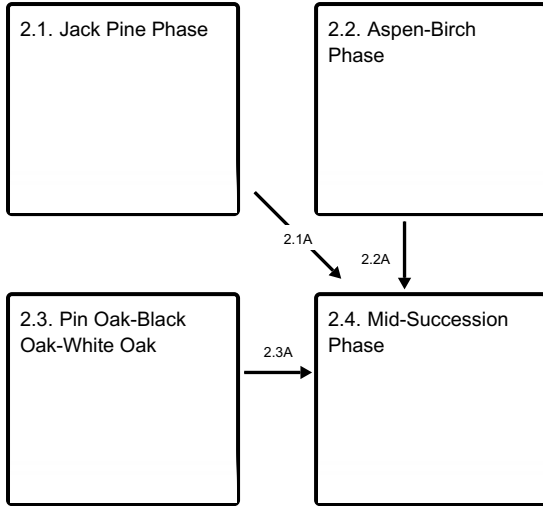 2.1. Jack Pine Phase
2.2. Aspen-Birch
Phase
2.1A
2.2A
2.3. Pin Oak-Black
Oak-White Oak
2.3A
2.4. Mid-Succession
Phase